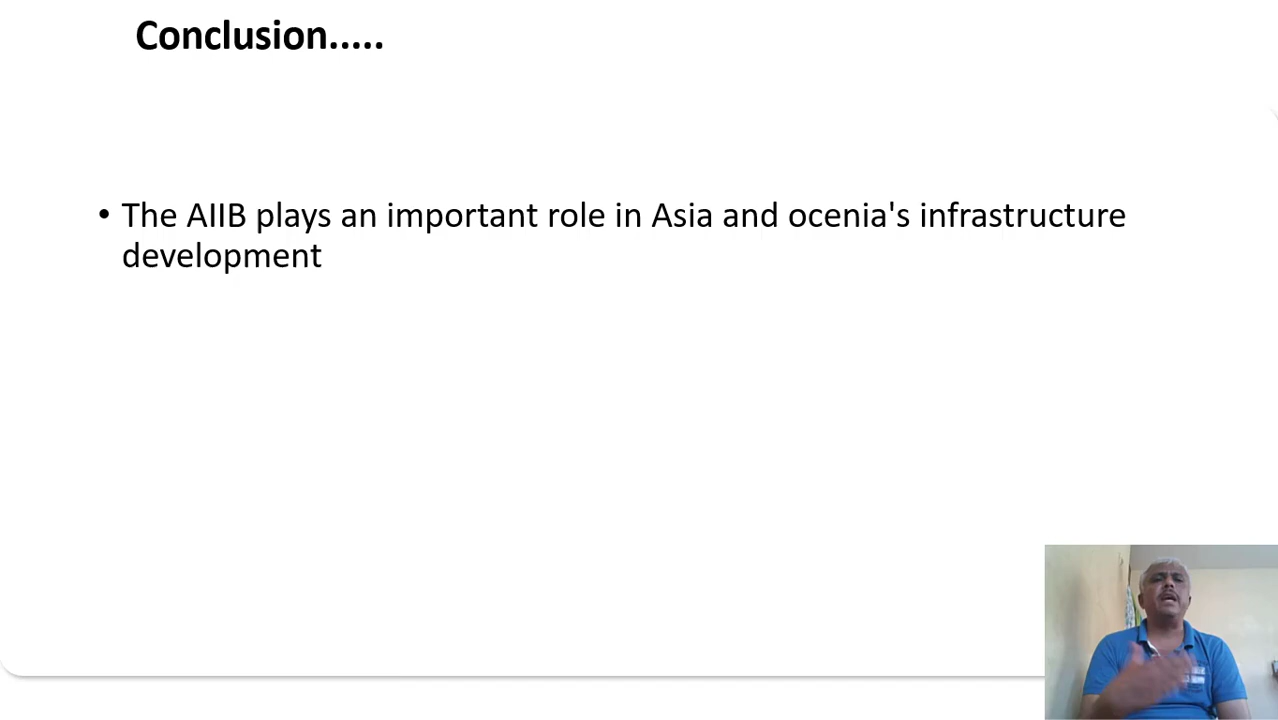 Conclusion.....
• The AIIB plays an important role in Asia and ocenia's infrastructure
development